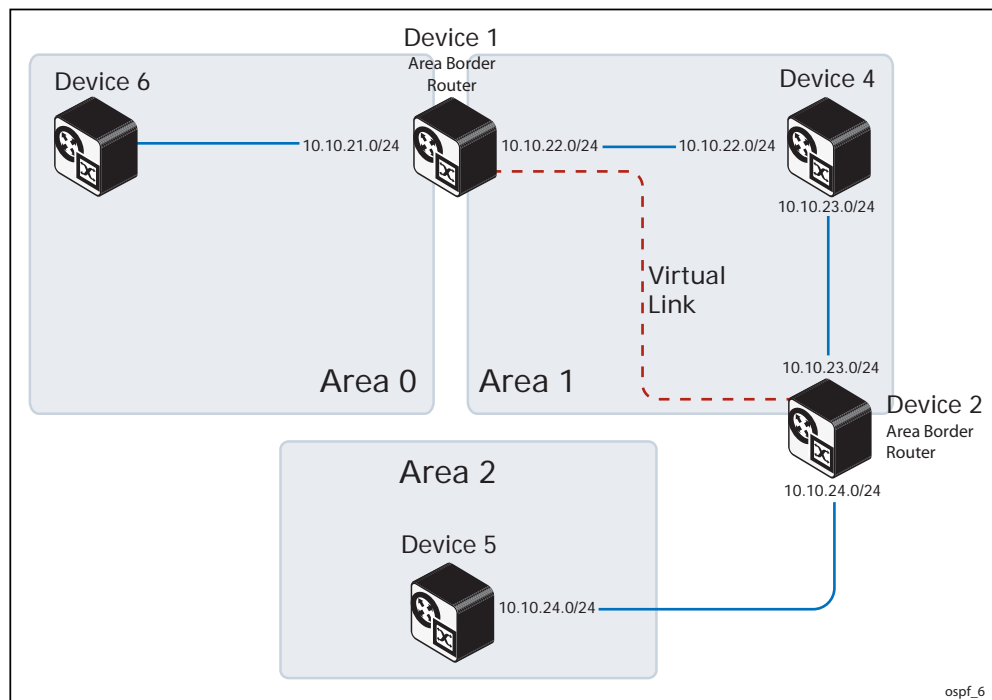 Device 1
Area Border
Router
Device 6
Device 4
10.10.21.0/24
10.10.22.0/24
10.10.22.0/24
10.10.23.0/24
Virtual
Link
10.10.23.0/24
Area 0
Area 1
Device 2
Area Border
Router
Area 2
10.10.24.0/24
Device 5
10.10.24.0/24
ospf_6